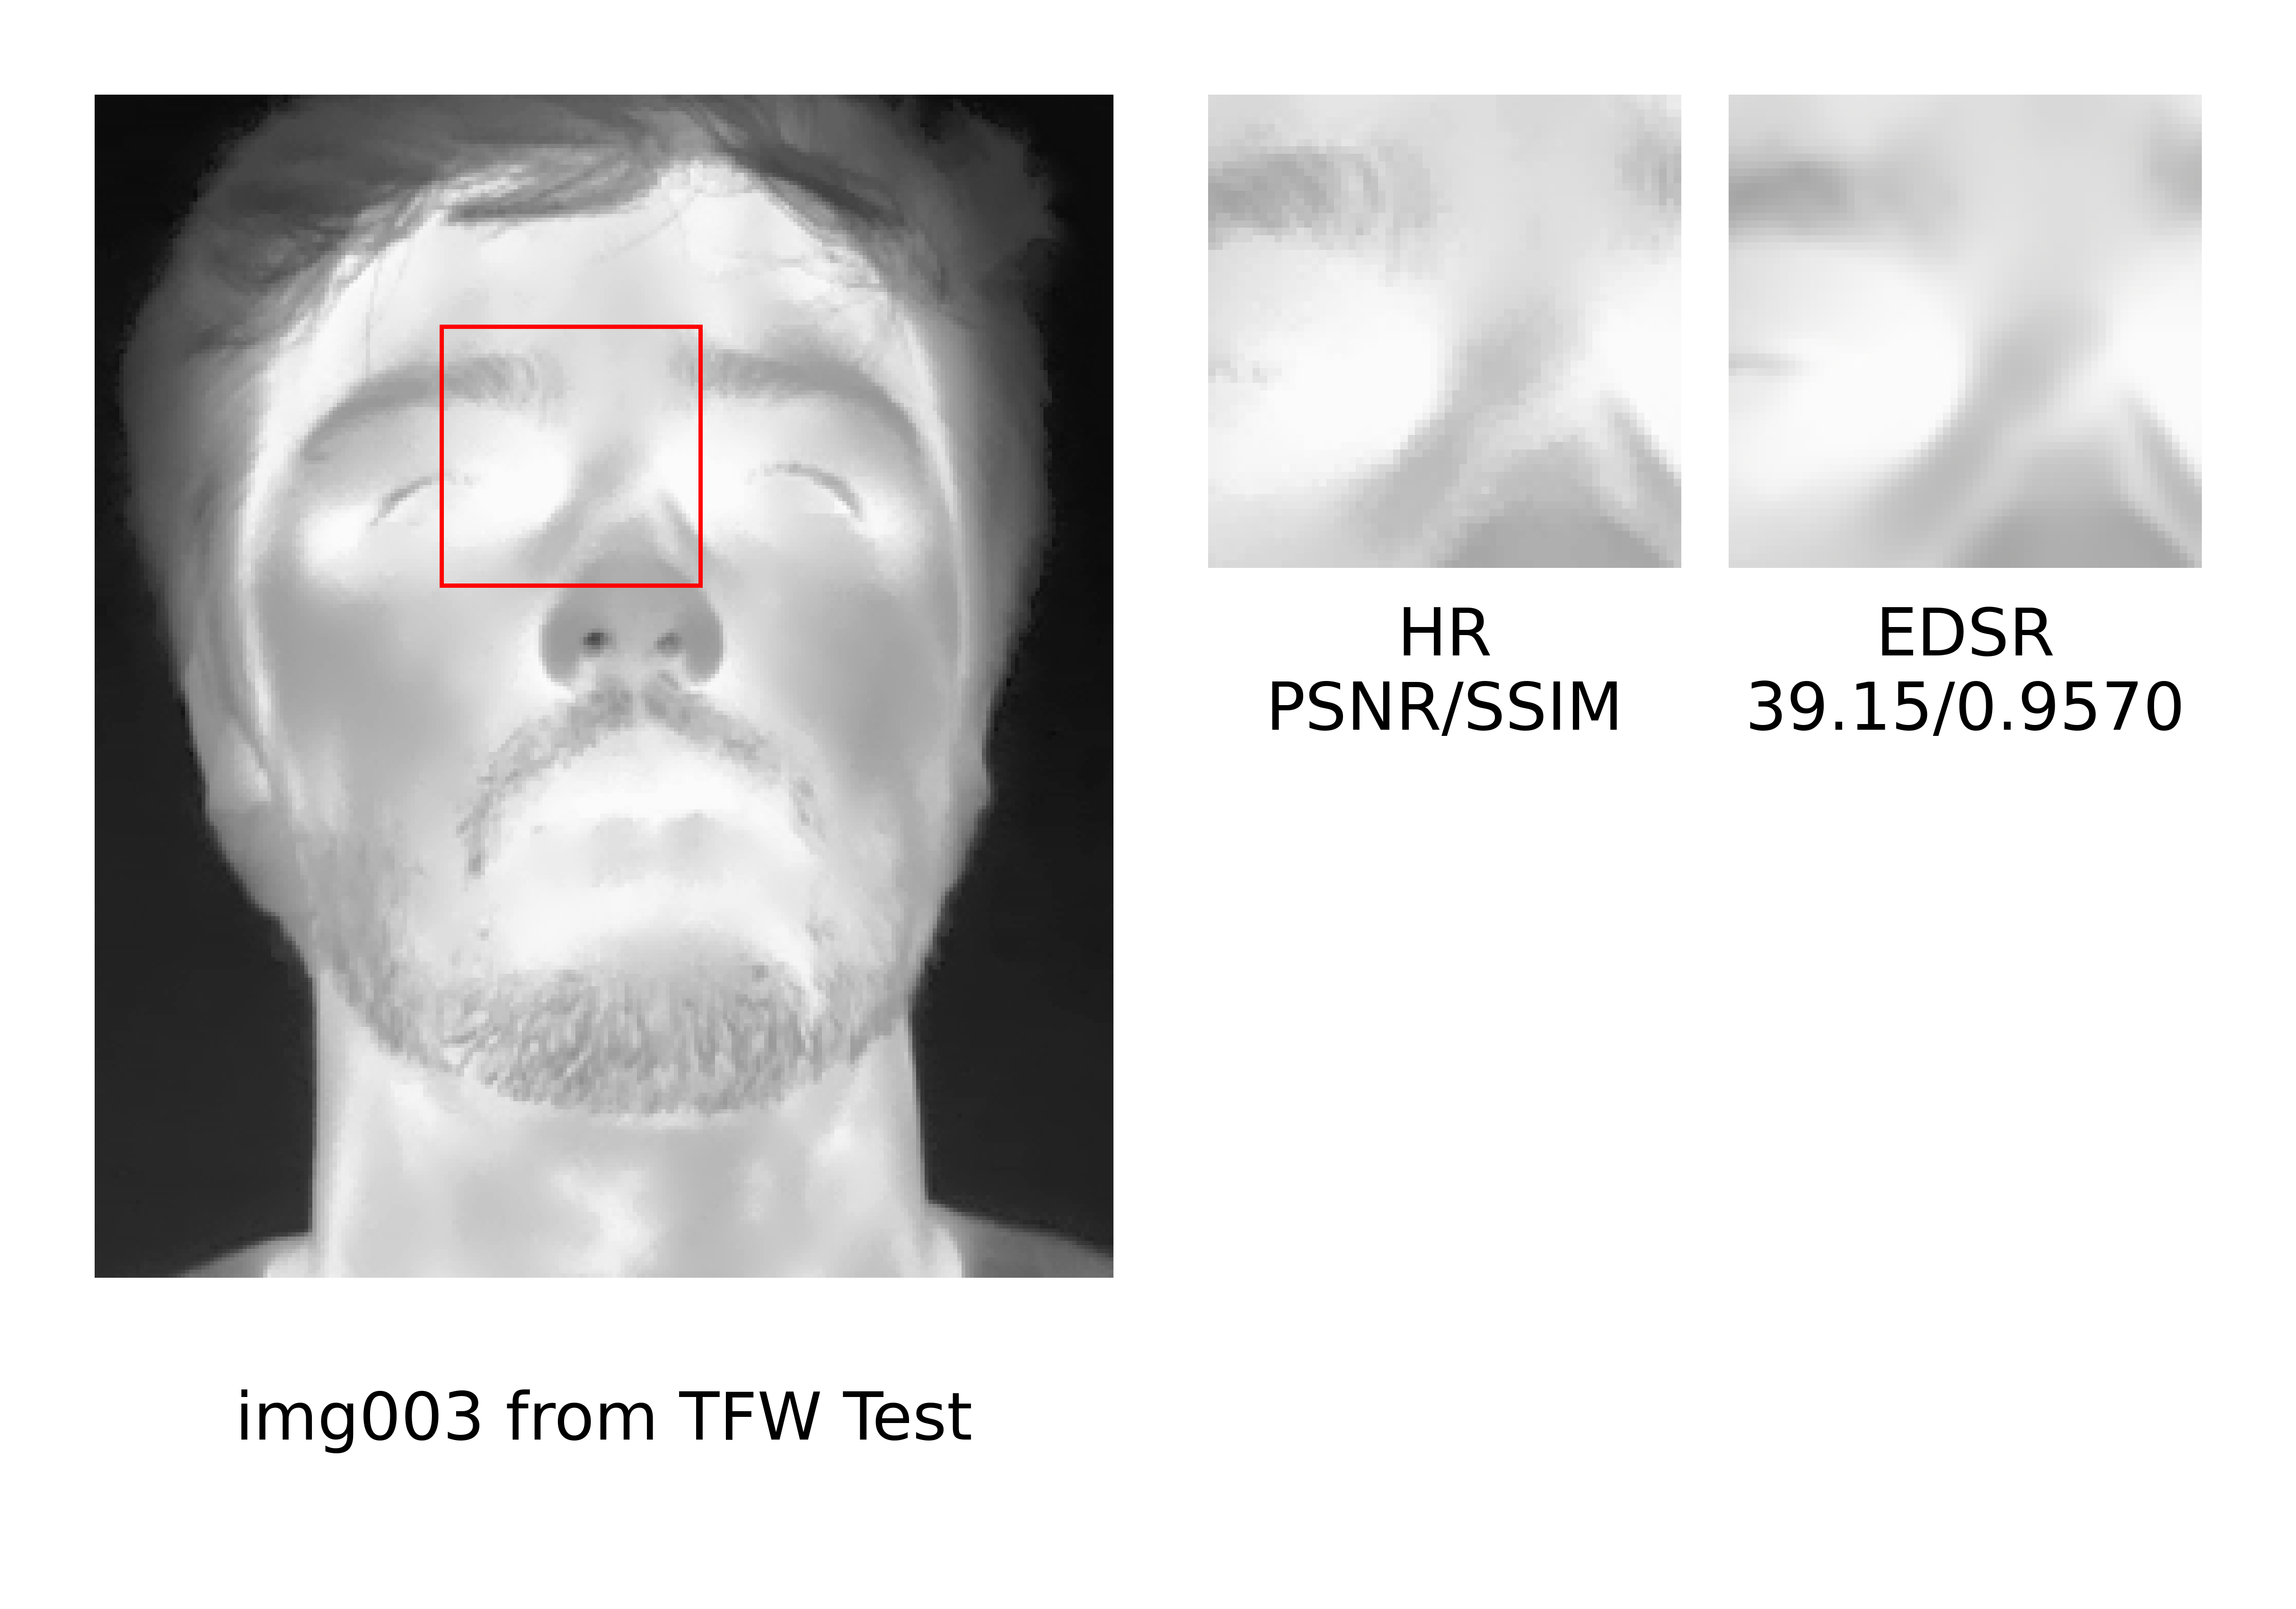 HR
PSNR/SSIM
EDSR
39.15/0.9570
img003 from TFW Test